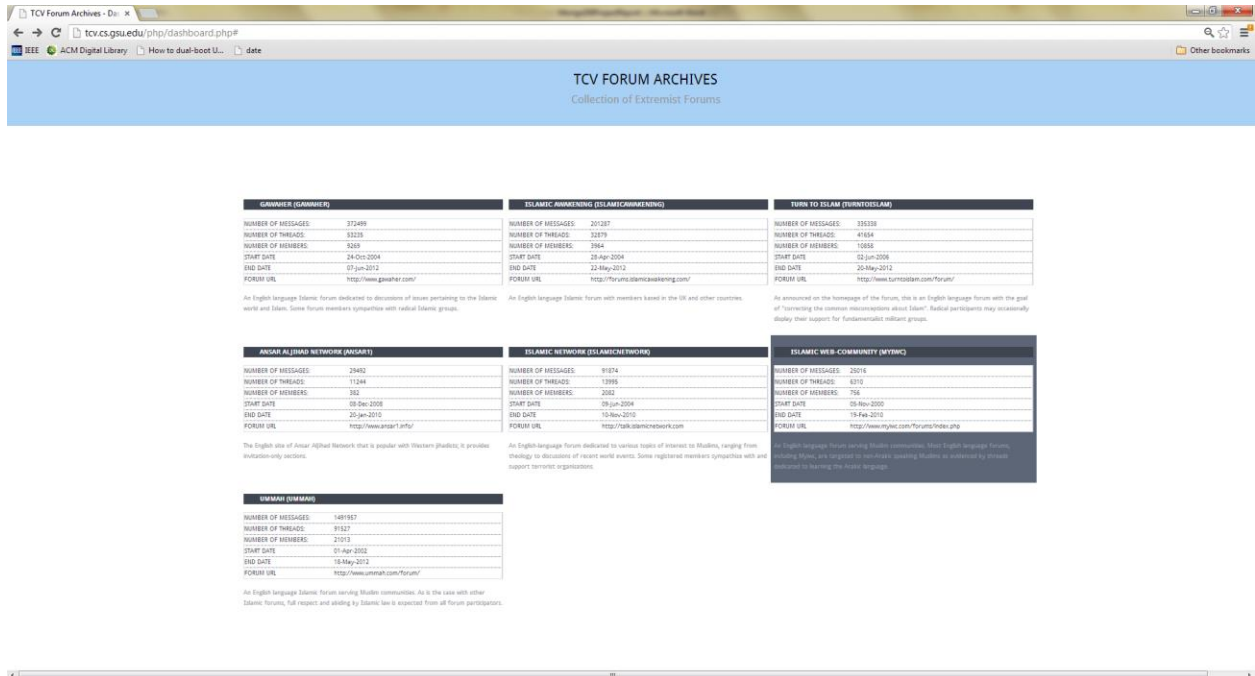 TCV Forum Archives - Da
tcv.cs.gsu.edu/php/dashboard.php#
IEEE ACM Digital Library How to dual-boot U... date Other bookmarks
TCV FORUM ARCHIVES
Collection of Extremist Forums
GAWAHER (GAWAHER)
NUMBER OF MESSAGES: 372499
NUMBER OF THREADS: 53235
NUMBER OF MEMBERS: 9269
START DATE 24-Oct-2004
END DATE 07-Jun-2012
FORUM URL http://www.gawaher.com/
An English language Islamic forum dedicated to discussions of issues pertaining to the Islamic
world and Islam. Some forum members sympathize with radical Islamic groups.
ISLAMIC AWAKENING (ISLAMICAWAKENING)
NUMBER OF MESSAGES: 201287
NUMBER OF THREADS: 32879
NUMBER OF MEMBERS: 3964
START DATE 28-Apr-2004
END DATE 22-May-2012
FORUM URL http://forums.islamicawakening.com/
An English language Islamic forum with members based in the UK and other countries.
TURN TO ISLAM (TURNTOISLAM)
NUMBER OF MESSAGES: 335338
NUMBER OF THREADS: 41654
NUMBER OF MEMBERS: 10858
START DATE 02-Jun-2006
END DATE 20-May-2012
FORUM URL http://www.turntoislam.com/forum/
As announced on the homepage of the forum, this is an English language forum with the goal
of "correcting the common misconceptions about Islam". Radical participants may occasionally
display their support for fundamentalist militant groups.
ANSAR ALJIHAD NETWORK (ANSAR1)
NUMBER OF MESSAGES: 29492
NUMBER OF THREADS: 11244
NUMBER OF MEMBERS: 382
START DATE 08-Dec-2008
END DATE 20-Jan-2010
FORUM URL http://www.ansar1.info/
The English site of Ansar AlJihad Network that is popular with Western jihadists, it provides
invitation-only sections.
ISLAMIC NETWORK (ISLAMICNETWORK)
NUMBER OF MESSAGES: 91874
NUMBER OF THREADS: 13995
NUMBER OF MEMBERS: 2082
START DATE 09-Jun-2004
END DATE 10-Nov-2010
FORUM URL http://talk.islamicnetwork.com
An English-language forum dedicated to various topics of interest to Muslims, ranging from
theology to discussions of recent world events. Some registered members sympathize with and
support terrorist organizations
ISLAMIC WEB-COMMUNITY (MYIWC)
NUMBER OF MESSAGES: 25016
NUMBER OF THREADS: 6310
NUMBER OF MEMBERS: 756
START DATE -Nov-2000
END DATE 19-Feb-2010
FORUM URL http://www.myiwc.com/forums/index.php
An English language forum serving Muslim communities. Most English language forums,
including Myiwc, are targeted to non-Arabic speaking Muslims as evidenced by threads
dedicated to learning the Arabic language.
UMMAH (UMMAH)
NUMBER OF MESSAGES: 1491957
NUMBER OF THREADS: 91527
NUMBER OF MEMBERS: 21013
START DATE 01-Apr-2002
END DATE 18-May-2012
FORUM URL http://www.ummah.com/forum/
An English language Islamic forum serving Muslim communities. As is the case with other
Islamic forums, full respect and abiding by Islamic law is expected from all forum participators.